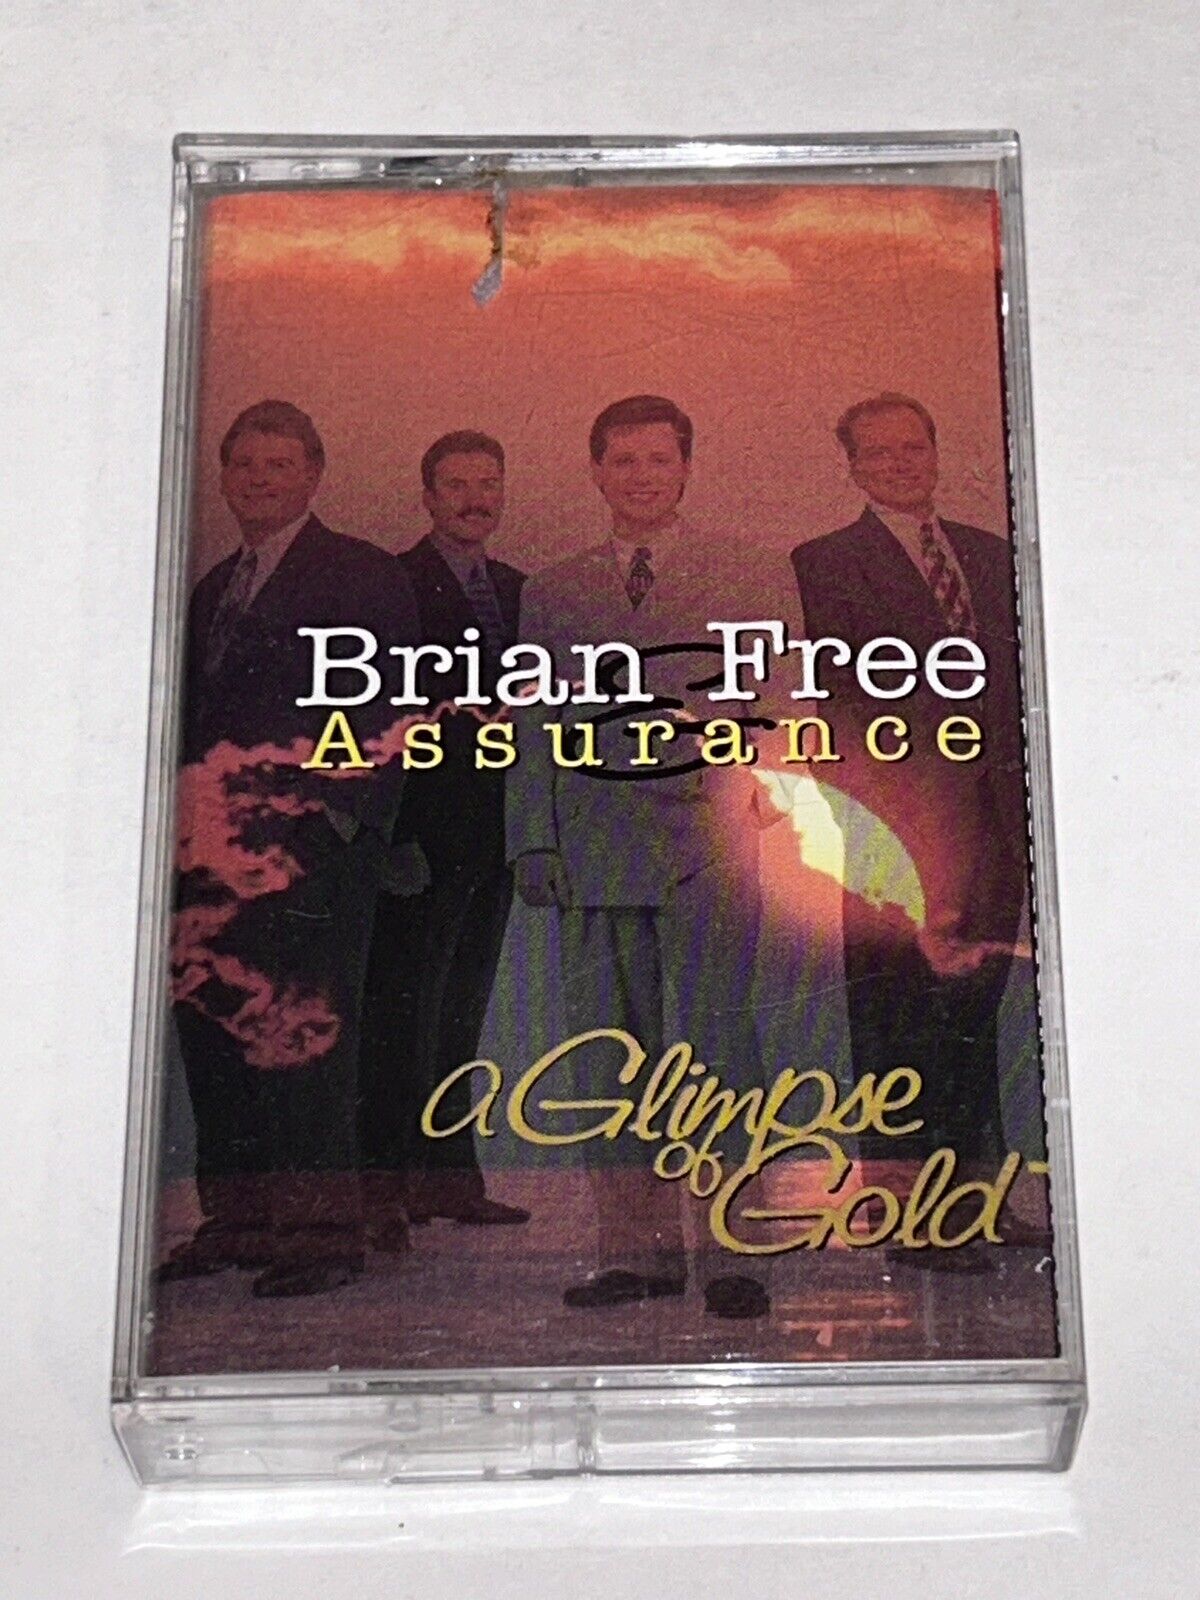 Brian Free
&
Assurance
a Glimpse
of
Gold